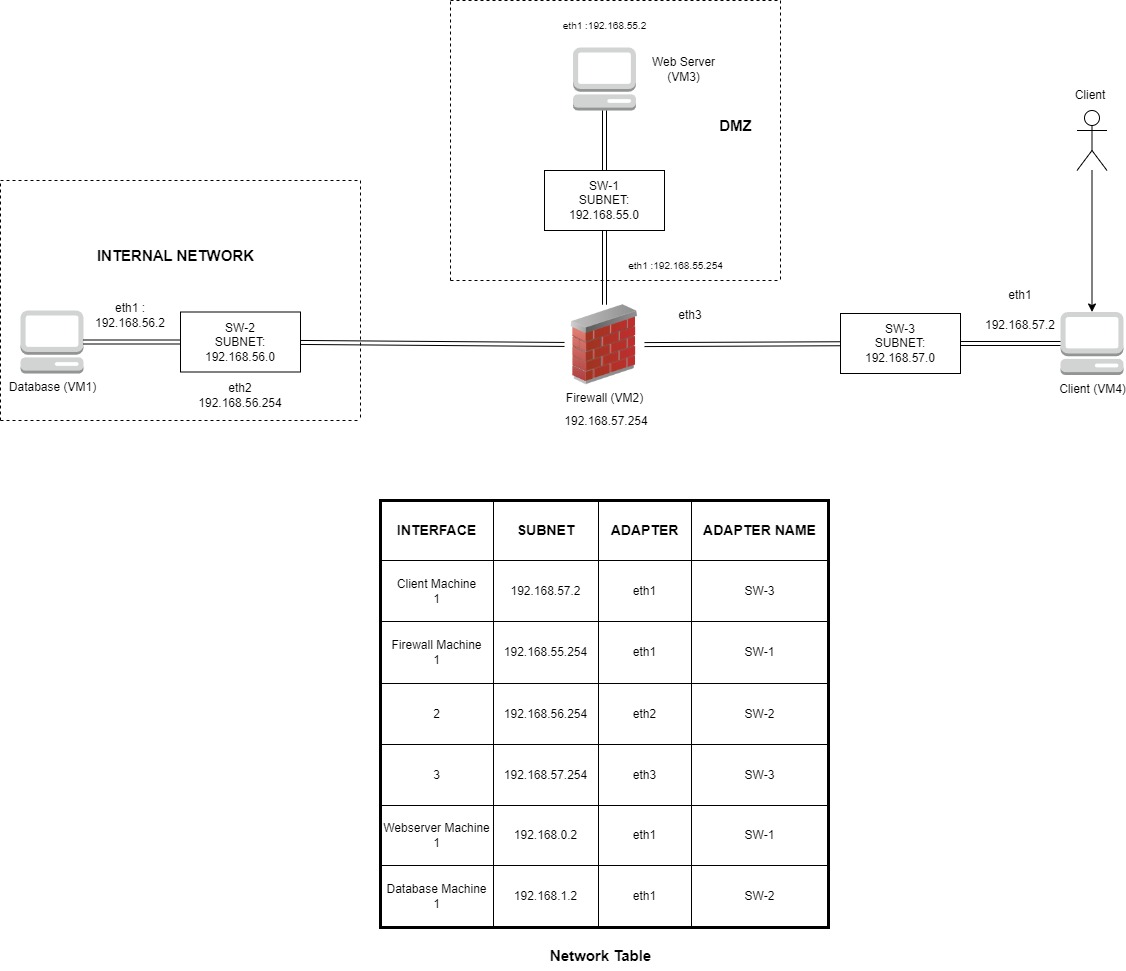 eth1 :192.168.55.2
Web Server
(VM3)
Client
DMZ
SW-1
SUBNET:
192.168.55.0
INTERNAL NETWORK
eth1 :192.168.55.254
eth1 :
192.168.56.2
SW-2
SUBNET:
192.168.56.0
eth3
SW-3
SUBNET:
192.168.57.0
eth1
192.168.57.2
Database (VM1)
eth2
192.168.56.254
Firewall (VM2)
192.168.57.254
Client (VM4)
INTERFACE SUBNET ADAPTER ADAPTER NAME
Client Machine
1 192.168.57.2 eth1 SW-3
Firewall Machine
1 192.168.55.254 eth1 SW-1
2 192.168.56.254 eth2 SW-2
3 192.168.57.254 eth3 SW-3
Webserver Machine
1 192.168.0.2 eth1 SW-1
Database Machine
1 192.168.1.2 eth1 SW-2
Network Table